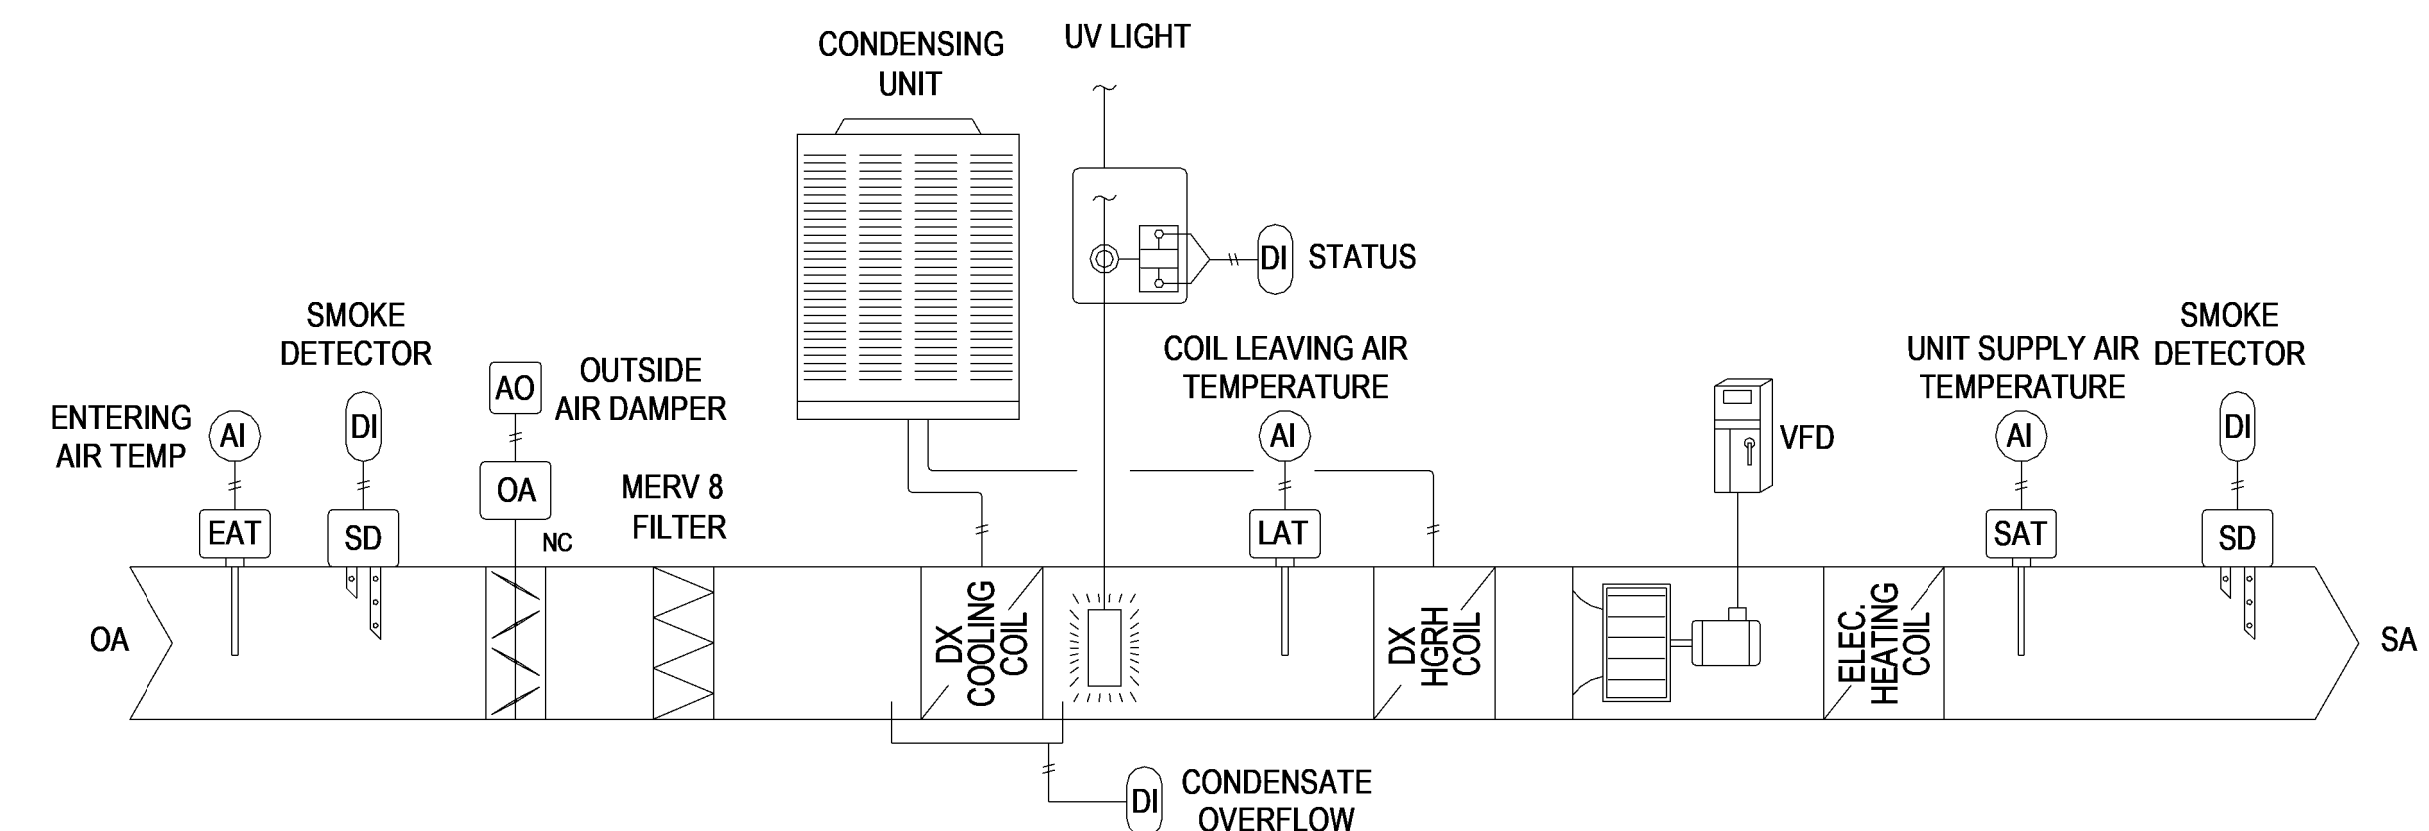 CONDENSING
UNIT
UV LIGHT
DI
STATUS
SMOKE
DETECTOR
DI
SD
ENTERING
AIR TEMP
AI
EAT
AO
OUTSIDE
AIR DAMPER
OA
NC
MERV 8
FILTER
COIL LEAVING AIR
TEMPERATURE
AI
LAT
VFD
UNIT SUPPLY AIR
TEMPERATURE
AI
SAT
SMOKE
DETECTOR
DI
SD
OA
DX
COOLING
COIL
DX
HGRH
COIL
ELEC.
HEATING
COIL
SA
DI
CONDENSATE
OVERFLOW